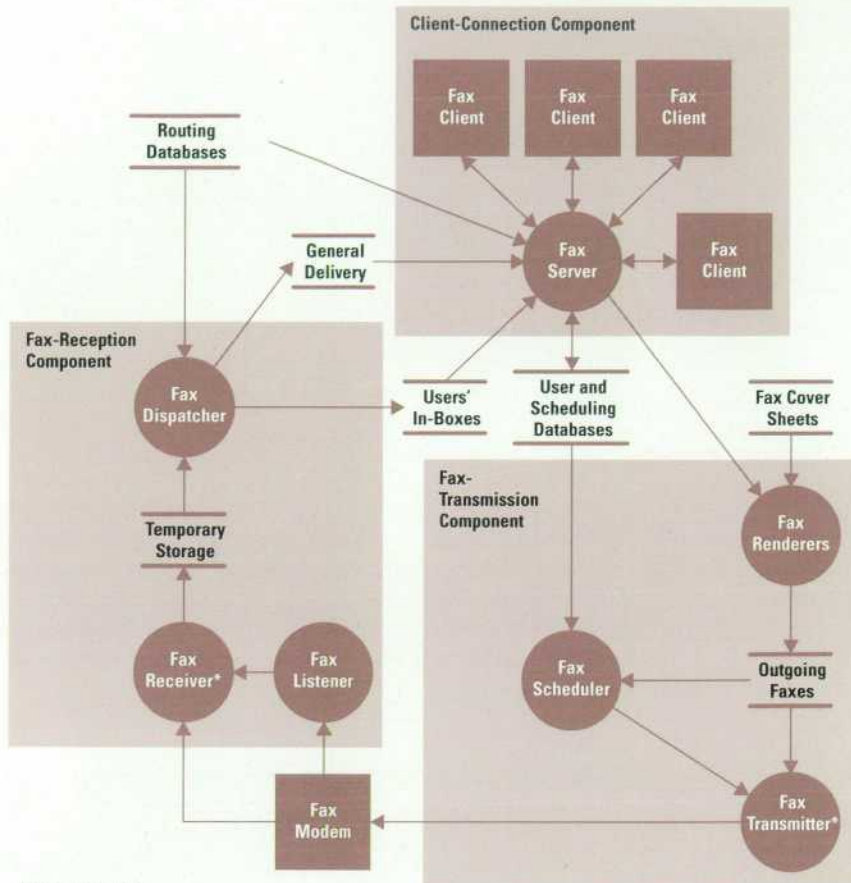 Client-Connection Component
Fax
Client
Fax
Client
Fax
Client
Routing
Databases
General
Delivery
Fax
Server
Fax
Client
Fax-Reception
Component
Fax
Dispatcher
Users'
In-Boxes
User and
Scheduling
Databases
Fax Cover
Sheets
Fax-
Transmission
Component
Temporary
Storage
Fax
Renderers
Fax
Receiver*
Fax
Listener
Fax
Scheduler
Outgoing
Faxes
Fax
Modem
Fax
Transmitter*